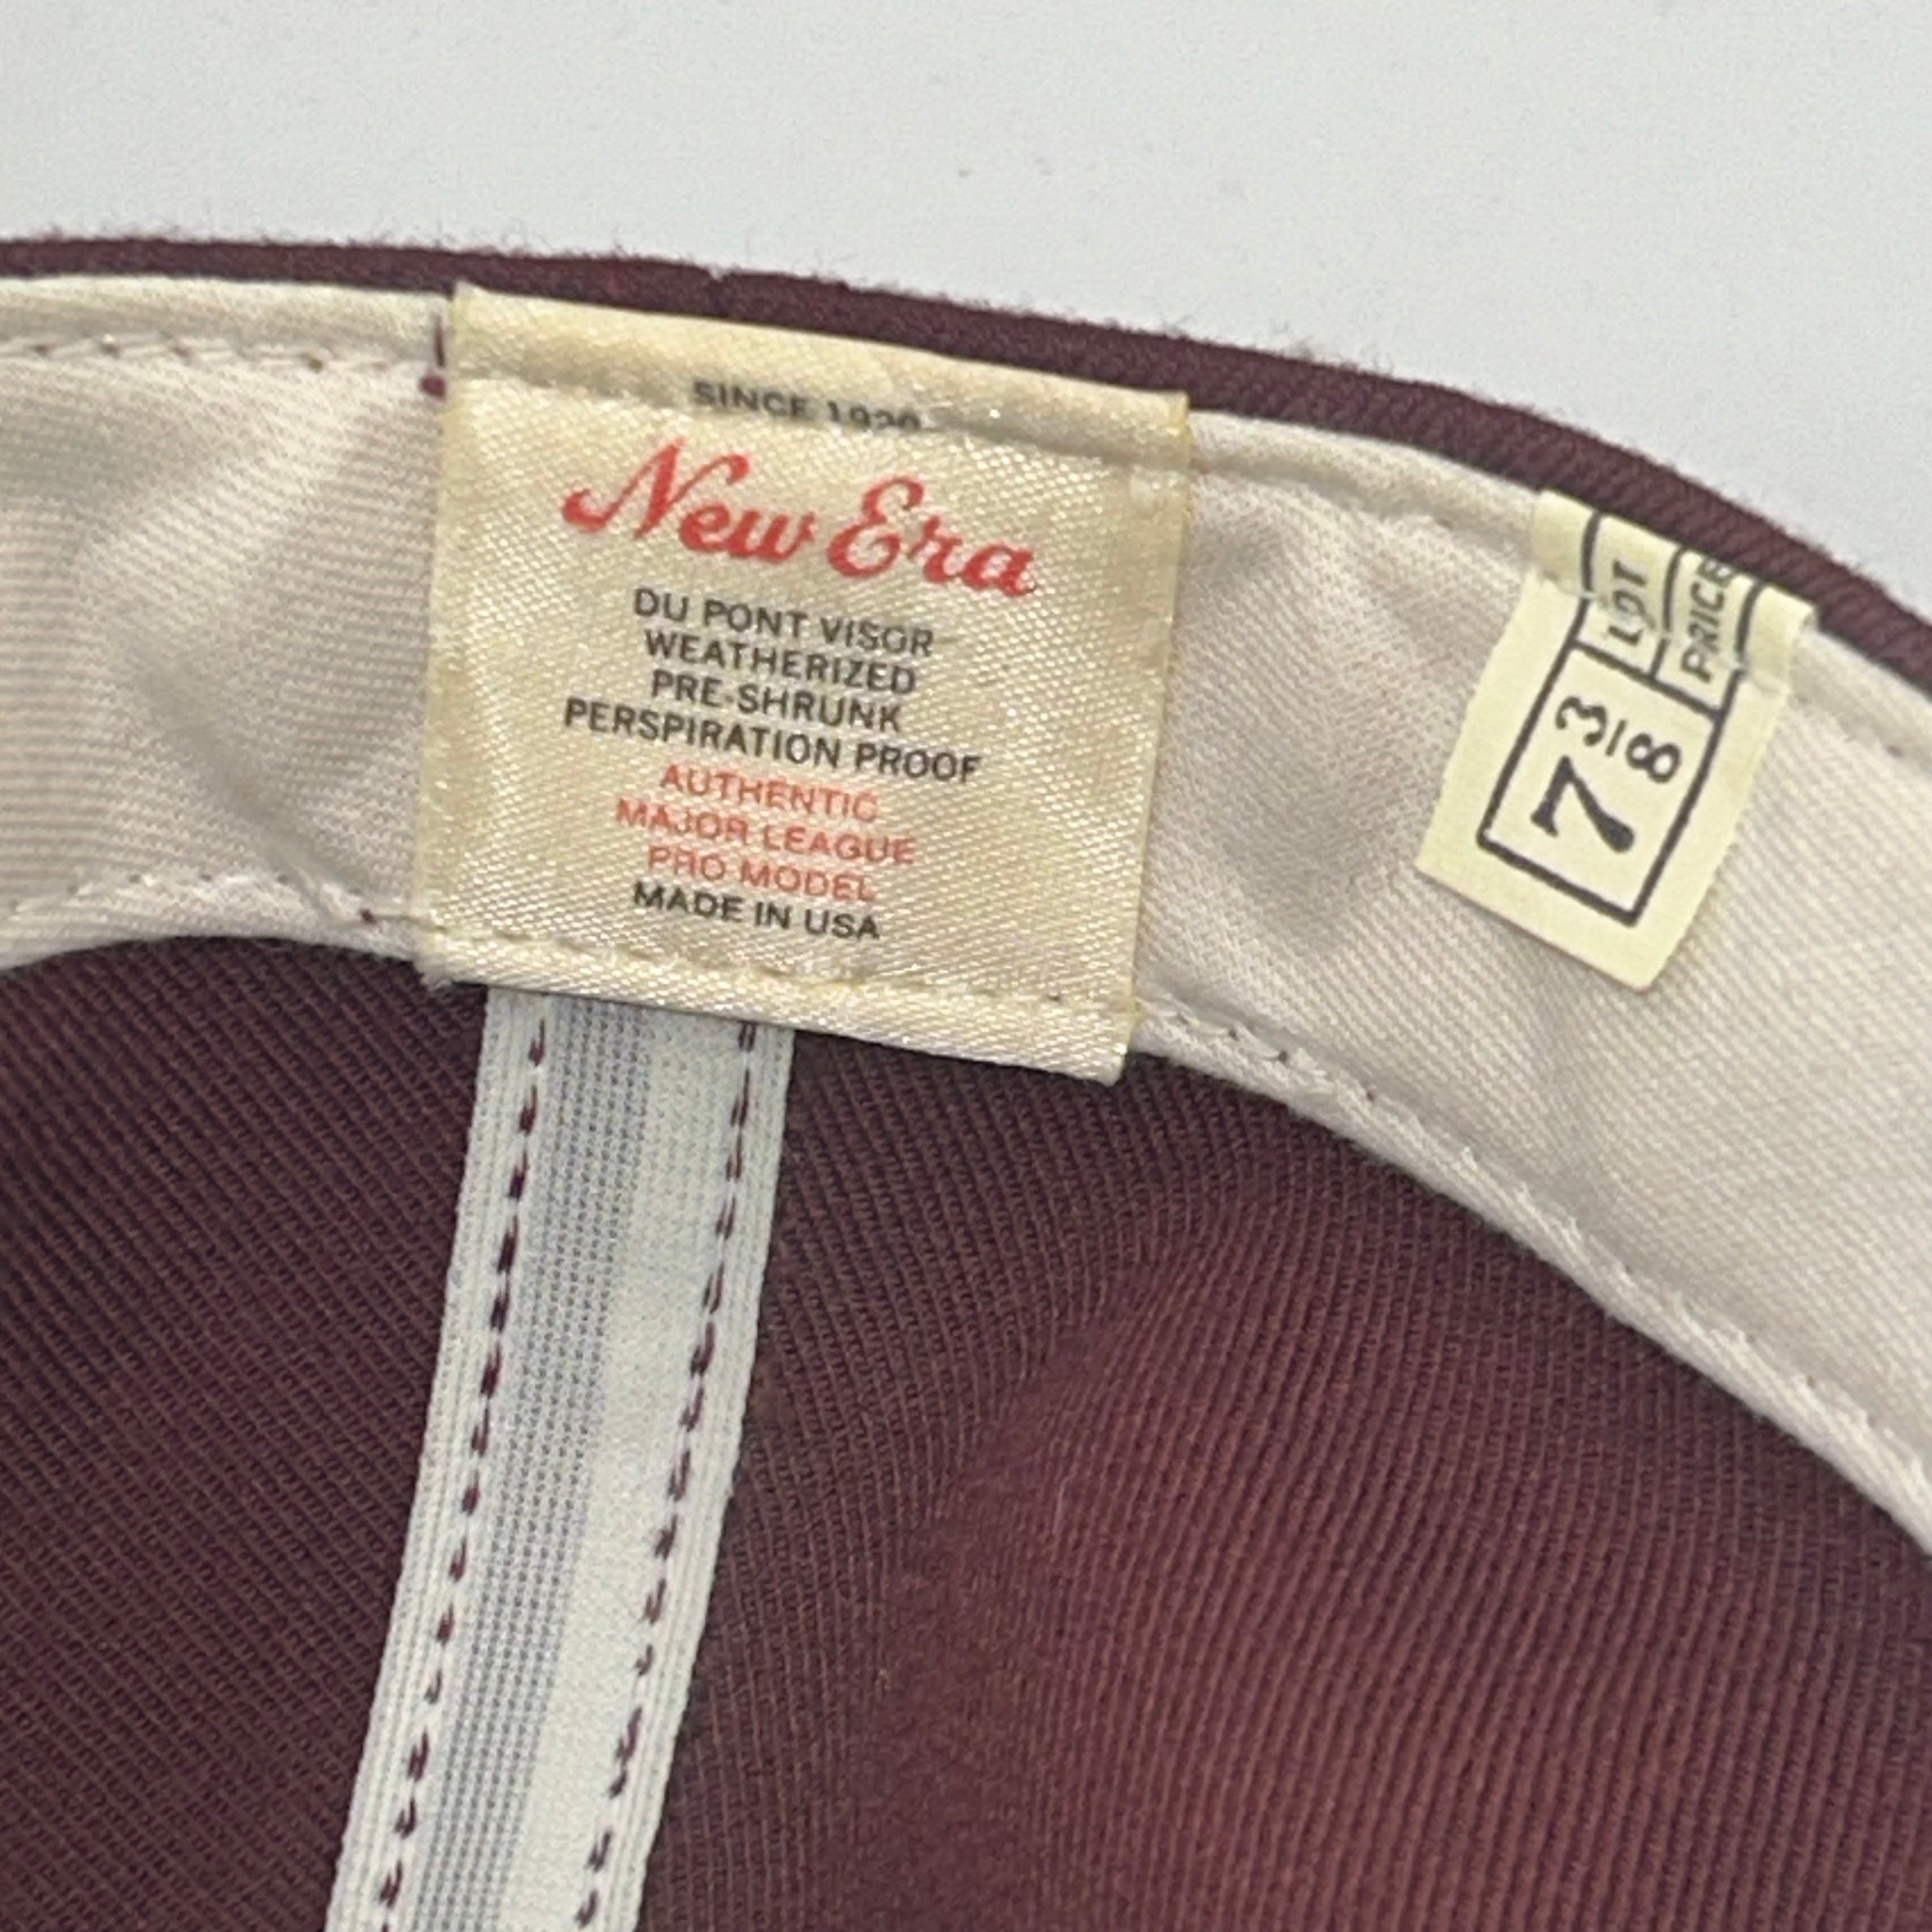 SINCE 1920
New Era
DU PONT VISOR
WEATHERIZED
PRE-SHRUNK
PERSPIRATION PROOF
AUTHENTIC
MAJOR LEAGUE
PRO MODEL
MADE IN USA
LOT
PRICE
7 3/8